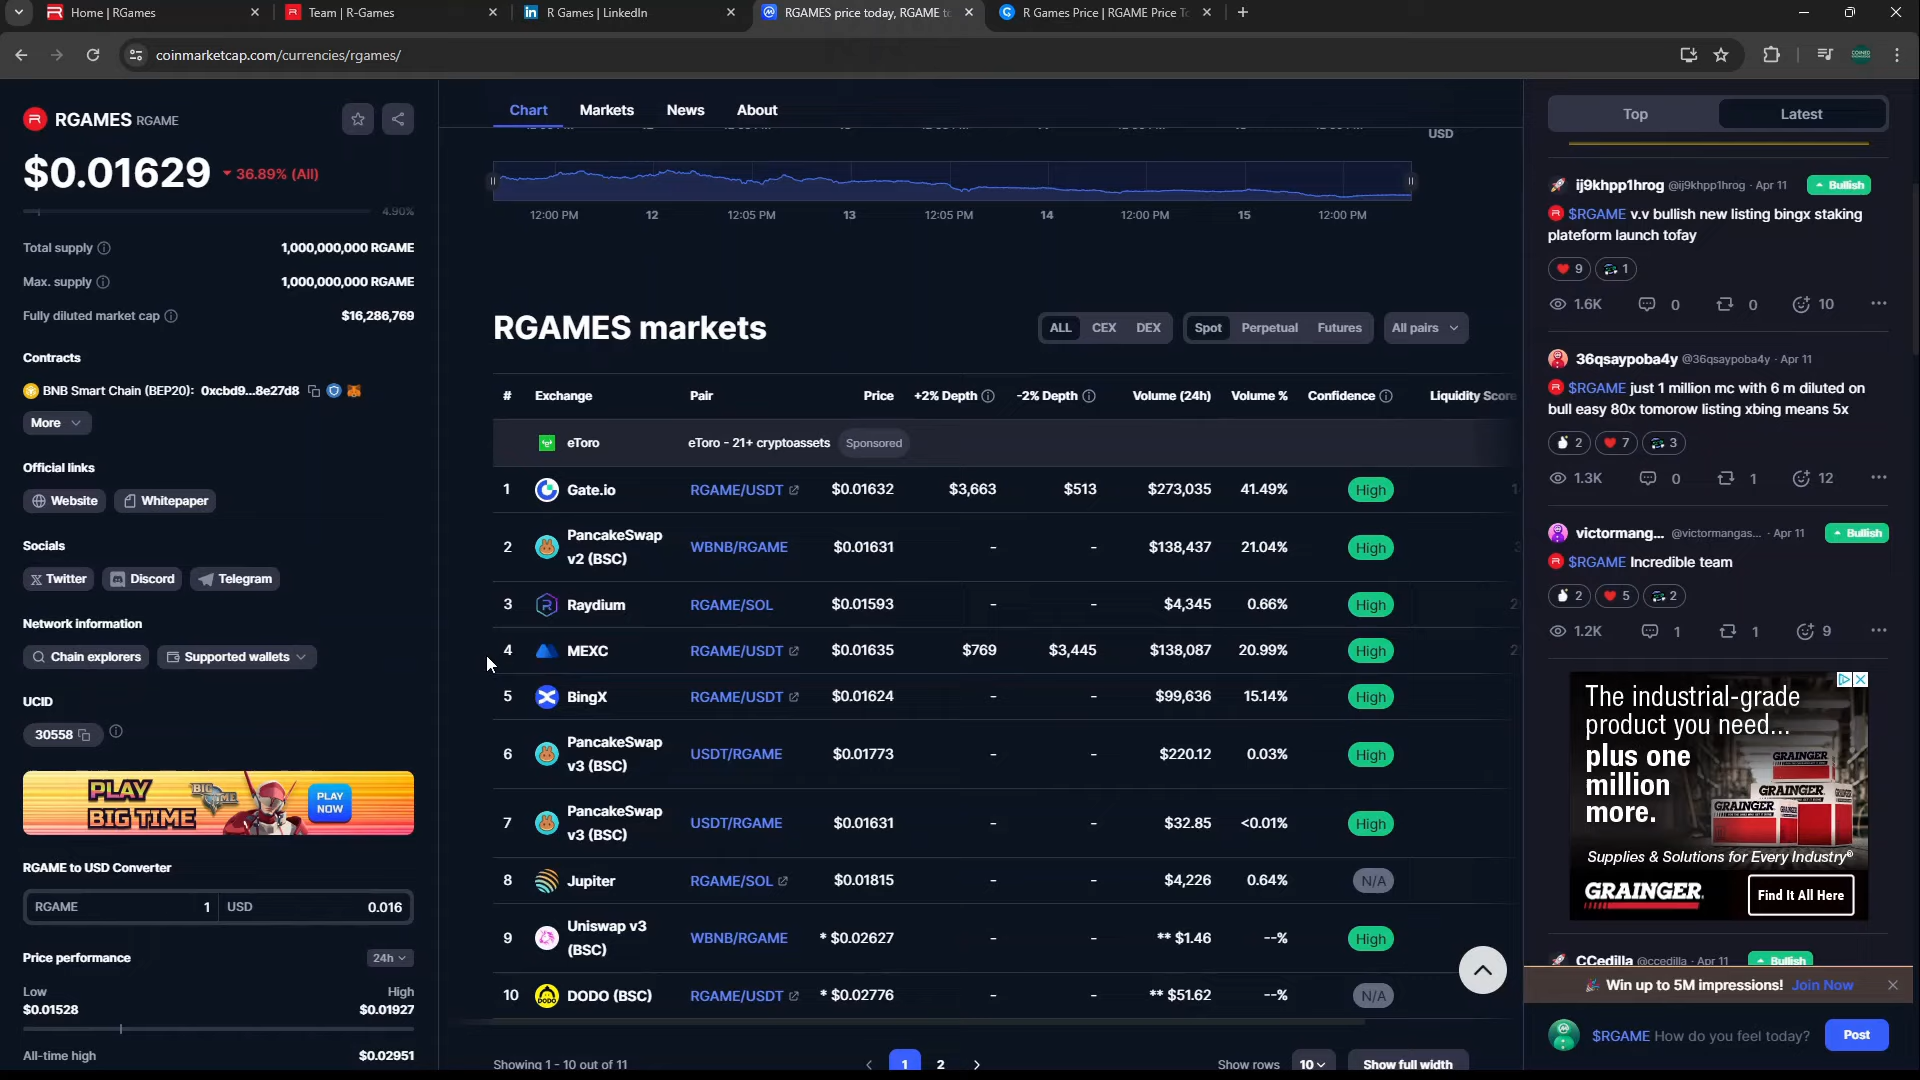 Home | RGames
Team | R-Games
R Games | LinkedIn
RGAMES price today, RGAME to
R Games Price | RGAME Price To
coinmarketcap.com/currencies/rgames/
RGAMES RGAME
$0.01629 36.89% (All)
4.90%
Total supply 1,000,000,000 RGAME
Max. supply 1,000,000,000 RGAME
Fully diluted market cap $16,286,769
Contracts
BNB Smart Chain (BEP20): 0xcbd9...8e27d8
More
Official links
Website Whitepaper
Socials
Twitter Discord Telegram
Network information
Chain explorers Supported wallets
UCID
30558
PLAY
BIG TIME
BIG TIME
PLAY
NOW
RGAME to USD Converter
RGAME 1 USD 0.016
Price performance 24h
Low High
$0.01528 $0.01927
All-time high $0.02951
Chart Markets News About
USD
12:00 PM 12 12:05 PM 13 12:05 PM 14 12:00 PM 15 12:00 PM
RGAMES markets
ALL CEX DEX Spot Perpetual Futures All pairs
# Exchange Pair Price +2% Depth -2% Depth Volume (24h) Volume % Confidence Liquidity Score
eToro eToro - 21+ cryptoassets Sponsored
1 Gate.io RGAME/USDT $0.01632 $3,663 $513 $273,035 41.49% High
2 PancakeSwap v2 (BSC) WBNB/RGAME $0.01631 - - $138,437 21.04% High
3 Raydium RGAME/SOL $0.01593 - - $4,345 0.66% High
4 MEXC RGAME/USDT $0.01635 $769 $3,445 $138,087 20.99% High
5 BingX RGAME/USDT $0.01624 - - $99,636 15.14% High
6 PancakeSwap v3 (BSC) USDT/RGAME $0.01773 - - $220.12 0.03% High
7 PancakeSwap v3 (BSC) USDT/RGAME $0.01631 - - $32.85 <0.01% High
8 Jupiter RGAME/SOL $0.01815 - - $4,226 0.64% N/A
9 Uniswap v3 (BSC) WBNB/RGAME * $0.02627 - - ** $1.46 --% High
10 DODO (BSC) RGAME/USDT * $0.02776 - - ** $51.62 --% N/A
Showing 1 - 10 out of 11 1 2 Show rows 10 Show full width
Top Latest
ij9khpp1hrog @ij9khpp1hrog · Apr 11 Bullish
$RGAME v.v bullish new listing bingx staking
plateform launch tofay
9 1
1.6K 0 0 10
36qsaypoba4y @36qsaypoba4y · Apr 11
$RGAME just 1 million mc with 6 m diluted on
bull easy 80x tomorow listing xbing means 5x
2 7 3
1.3K 0 1 12
victormang... @victormangas... · Apr 11 Bullish
$RGAME Incredible team
2 5 2
1.2K 1 1 9
The industrial-grade
product you need...
plus one
million
more.
GRAINGER
GRAINGER
GRAINGER
GRAINGER
Supplies & Solutions for Every Industry®
GRAINGER
Find It All Here
CCedilla @ccedilla · Apr 11 Bullish
Win up to 5M impressions! Join Now
$RGAME How do you feel today? Post